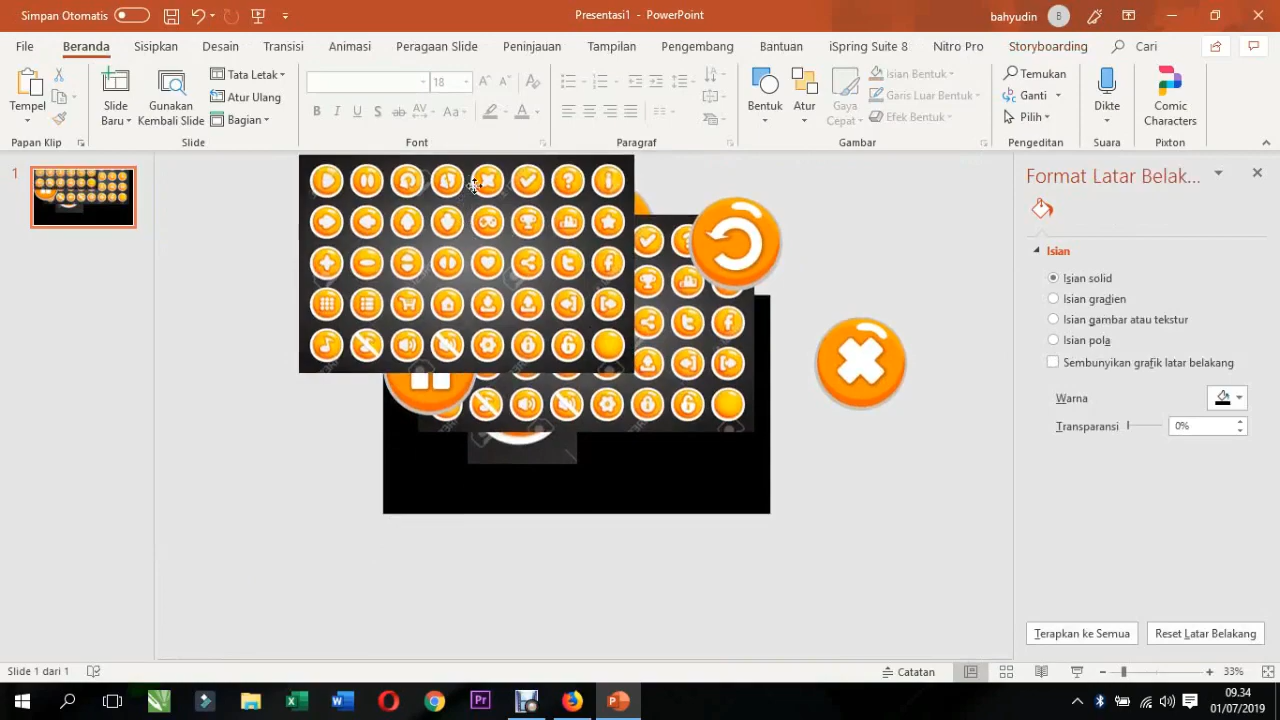 Simpan Otomatis
Presentasi1 - PowerPoint
bahyudin
B
File
Beranda
Sisipkan
Desain
Transisi
Animasi
Peragaan Slide
Peninjauan
Tampilan
Pengembang
Bantuan
iSpring Suite 8
Nitro Pro
Storyboarding
Cari
Tempel
Papan Klip
Slide Baru
Gunakan Kembali Slide
Tata Letak
Atur Ulang
Bagian
Slide
18
B I U S ab AV Aa A
Font
Paragraf
Bentuk
Atur
Gaya Cepat
Isian Bentuk
Garis Luar Bentuk
Efek Bentuk
Gambar
Temukan
Ganti
Pilih
Pengeditan
Dikte
Suara
Comic Characters
Pixton
1
Format Latar Belak...
Isian
Isian solid
Isian gradien
Isian gambar atau tekstur
Isian pola
Sembunyikan grafik latar belakang
Warna
Transparansi
0%
Terapkan ke Semua
Reset Latar Belakang
Slide 1 dari 1
Catatan
33%
09.34
01/07/2019